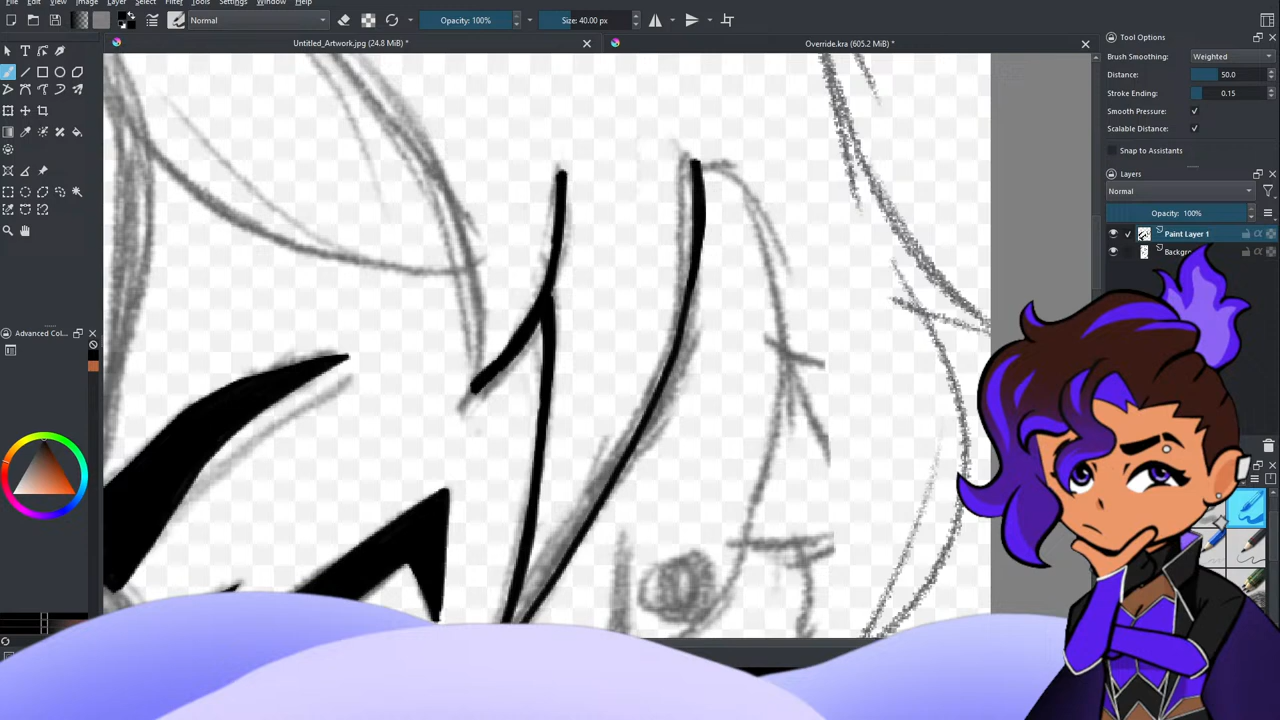 File Edit View Image Layer Select Filter Tools Settings Window Help
Normal
Opacity: 100%
Size: 40.00 px
Untitled_Artwork.jpg (24.8 MiB) *
Override.kra (605.2 MiB) *
Tool Options
Brush Smoothing: Weighted
Distance: 50.0
Stroke Ending: 0.15
Smooth Pressure:
Scalable Distance:
Snap to Assistants
Layers
Normal
Opacity: 100%
Paint Layer 1
Backgro
Advanced Col...